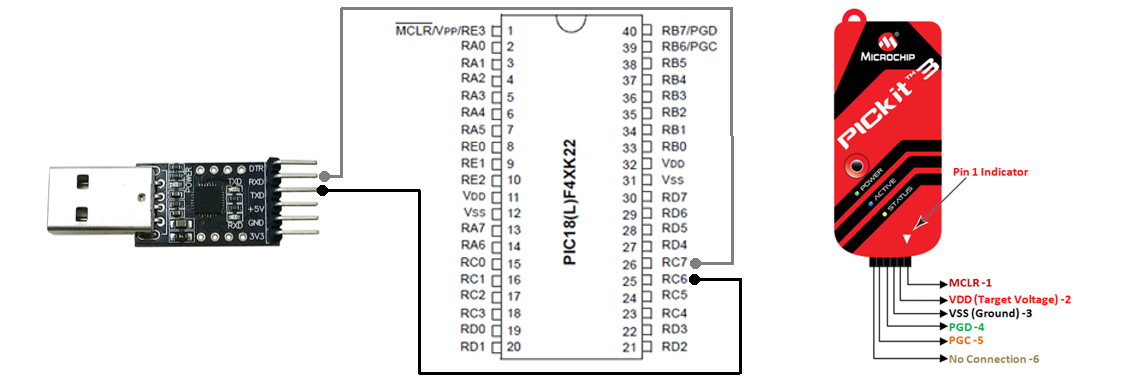 DTR
RXD
TXD
+5V
GND
3V3
POWER
TXD
RXD
MCLR/VPP/RE3 1
RA0 2
RA1 3
RA2 4
RA3 5
RA4 6
RA5 7
RE0 8
RE1 9
RE2 10
VDD 11
VSS 12
RA7 13
RA6 14
RC0 15
RC1 16
RC2 17
RC3 18
RD0 19
RD1 20
PIC18(L)F4XK22
40 RB7/PGD
39 RB6/PGC
38 RB5
37 RB4
36 RB3
35 RB2
34 RB1
33 RB0
32 VDD
31 VSS
30 RD7
29 RD6
28 RD5
27 RD4
26 RC7
25 RC6
24 RC5
23 RC4
22 RD3
21 RD2
MICROCHIP
PICkit™ 3
POWER
ACTIVE
STATUS
Pin 1 Indicator
MCLR -1
VDD (Target Voltage) -2
VSS (Ground) -3
PGD -4
PGC -5
No Connection -6